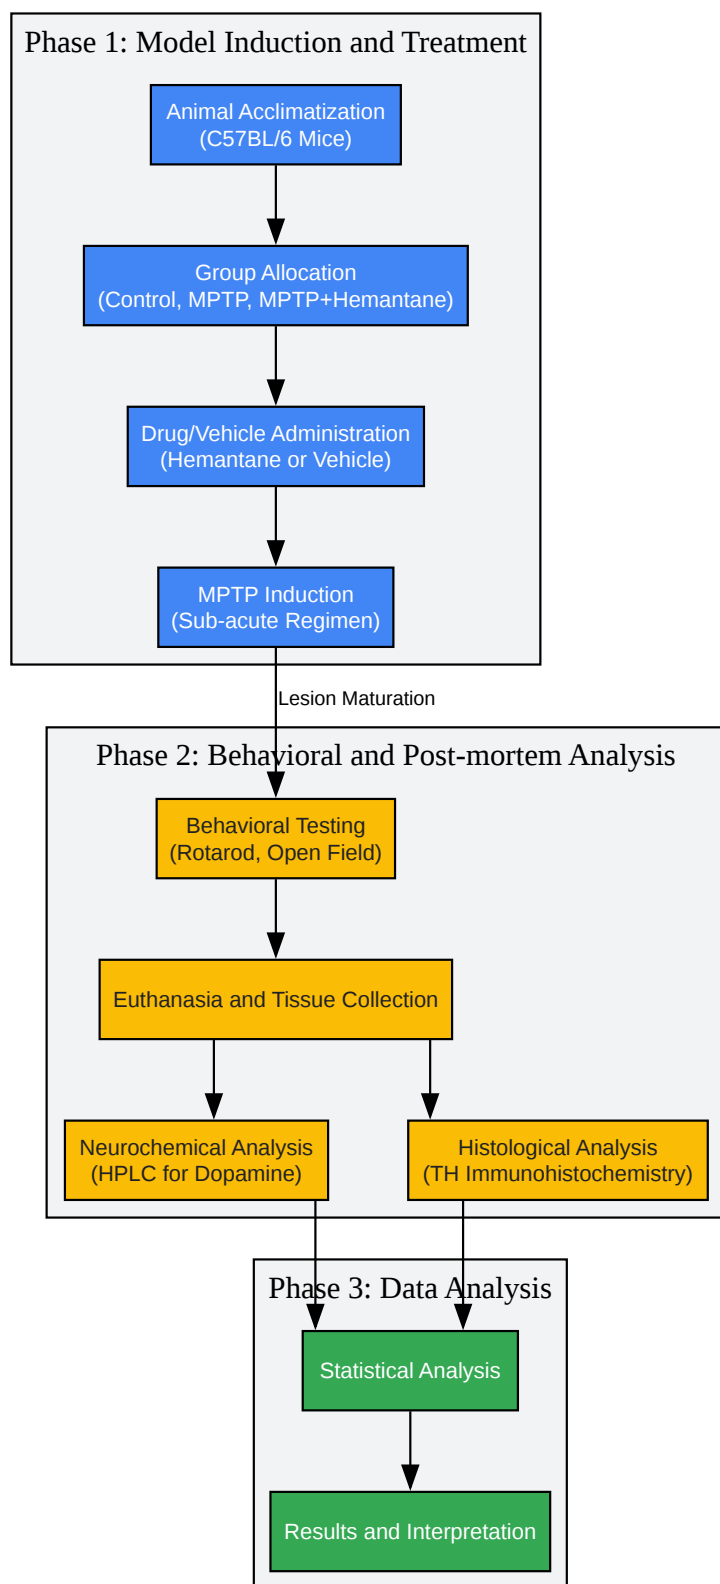 Phase 1: Model Induction and Treatment
Animal Acclimatization
(C57BL/6 Mice)
Group Allocation
(Control, MPTP, MPTP+Hemantane)
Drug/Vehicle Administration
(Hemantane or Vehicle)
MPTP Induction
(Sub-acute Regimen)
Lesion Maturation
Phase 2: Behavioral and Post-mortem Analysis
Behavioral Testing
(Rotarod, Open Field)
Euthanasia and Tissue Collection
Neurochemical Analysis
(HPLC for Dopamine)
Histological Analysis
(TH Immunohistochemistry)
Phase 3: Data Analysis
Statistical Analysis
Results and Interpretation